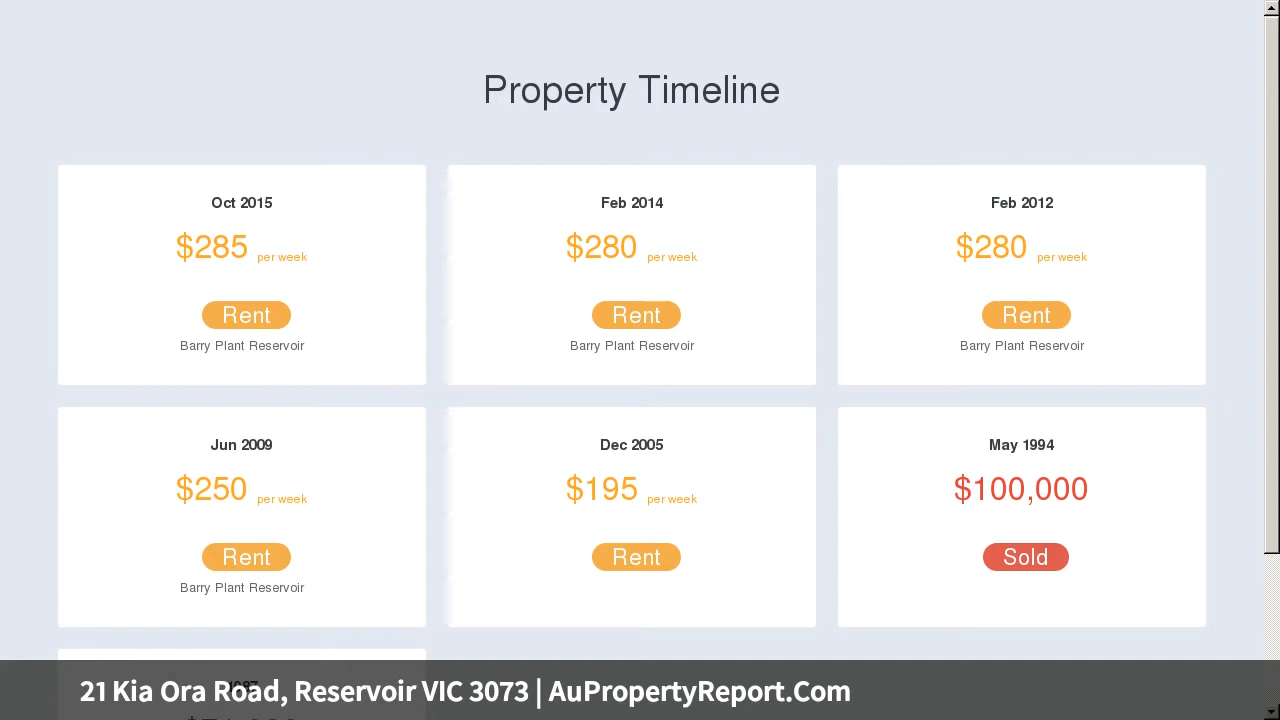 Property Timeline
Oct 2015
$285 per week
Rent
Barry Plant Reservoir
Feb 2014
$280 per week
Rent
Barry Plant Reservoir
Feb 2012
$280 per week
Rent
Barry Plant Reservoir
Jun 2009
$250 per week
Rent
Barry Plant Reservoir
Dec 2005
$195 per week
Rent
May 1994
$100,000
Sold
21 Kia Ora Road, Reservoir VIC 3073 | AuPropertyReport.Com